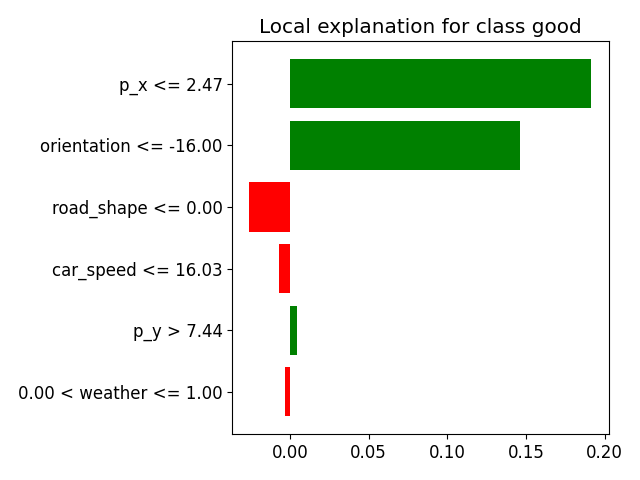 Local explanation for class good
p_x <= 2.47
orientation <= -16.00
road_shape <= 0.00
car_speed <= 16.03
p_y > 7.44
0.00 < weather <= 1.00
0.00 0.05 0.10 0.15 0.20